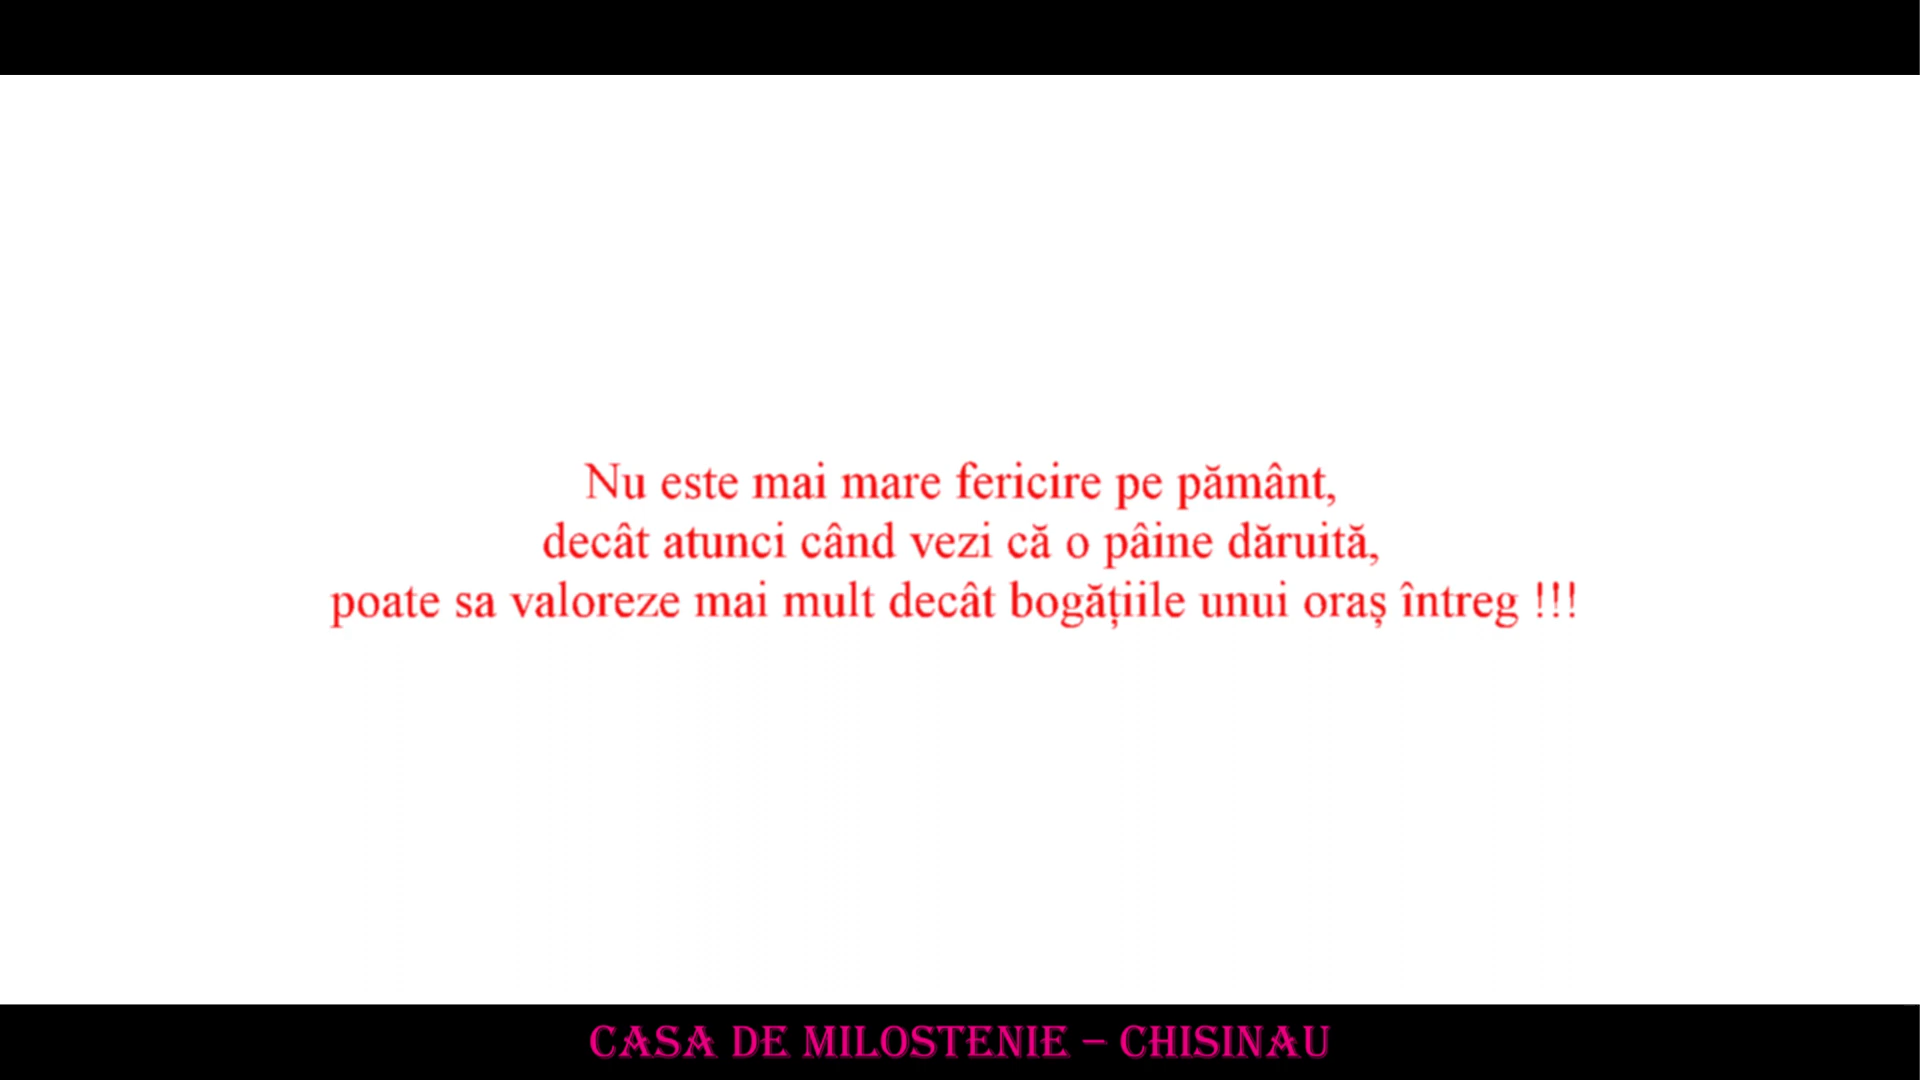 Nu este mai mare fericire pe pământ,
decât atunci când vezi că o pâine dăruită,
poate sa valoreze mai mult decât bogățiile unui oraș întreg !!!
CASA DE MILOSTENIE – CHISINAU